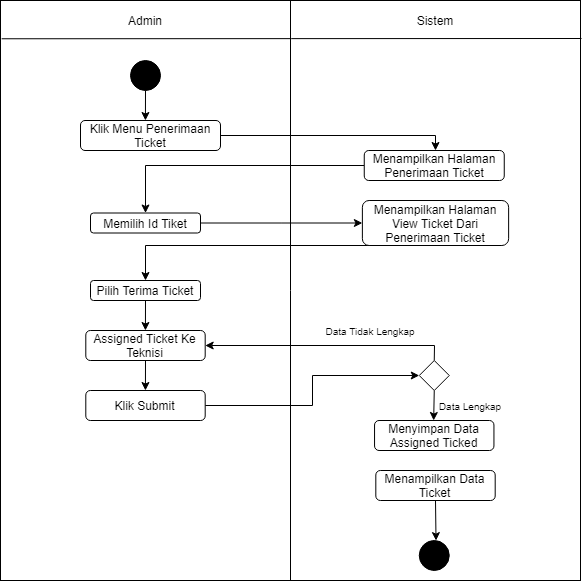 Admin
Sistem
Klik Menu Penerimaan
Ticket
Menampilkan Halaman
Penerimaan Ticket
Memilih Id Tiket
Menampilkan Halaman
View Ticket Dari
Penerimaan Ticket
Pilih Terima Ticket
Assigned Ticket Ke
Teknisi
Data Tidak Lengkap
Klik Submit
Data Lengkap
Menyimpan Data
Assigned Ticked
Menampilkan Data
Ticket